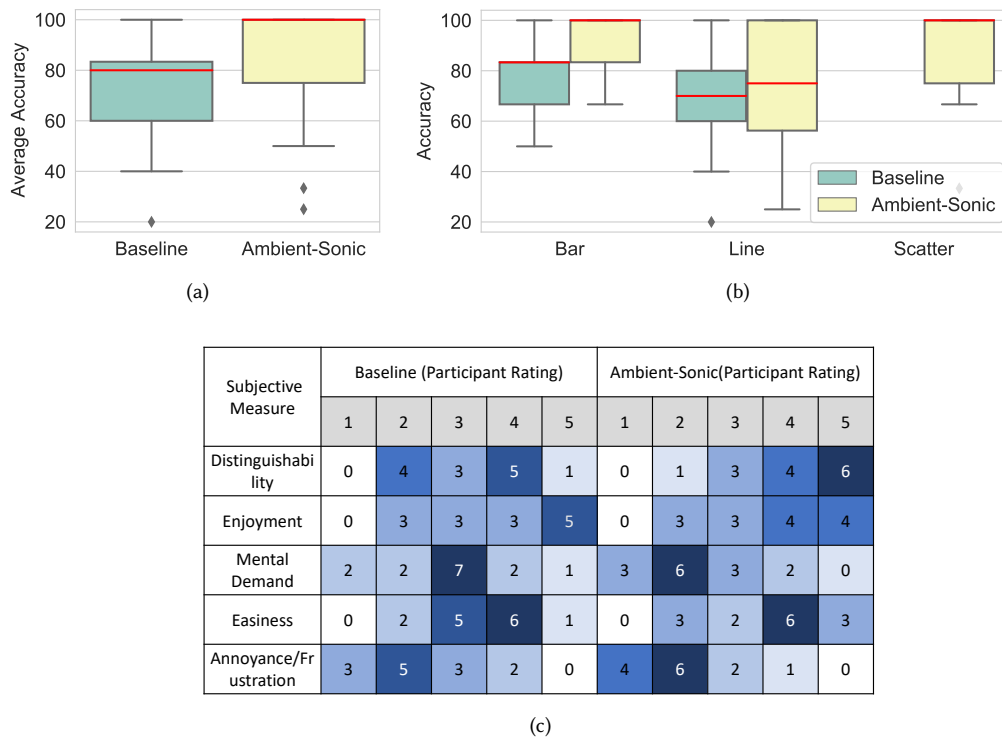 100
80
60
40
20
Average Accuracy
Baseline
Ambient-Sonic
(a)
100
80
60
40
20
Accuracy
Baseline
Ambient-Sonic
Bar
Line
Scatter
(b)
Subjective
Measure
Baseline (Participant Rating)
Ambient-Sonic(Participant Rating)
1 2 3 4 5 1 2 3 4 5
Distinguishabi
lity
0 4 3 5 1 0 1 3 4 6
Enjoyment 0 3 3 3 5 0 3 3 4 4
Mental
Demand
2 2 7 2 1 3 6 3 2 0
Easiness 0 2 5 6 1 0 3 2 6 3
Annoyance/Fr
ustration
3 5 3 2 0 4 6 2 1 0
(c)